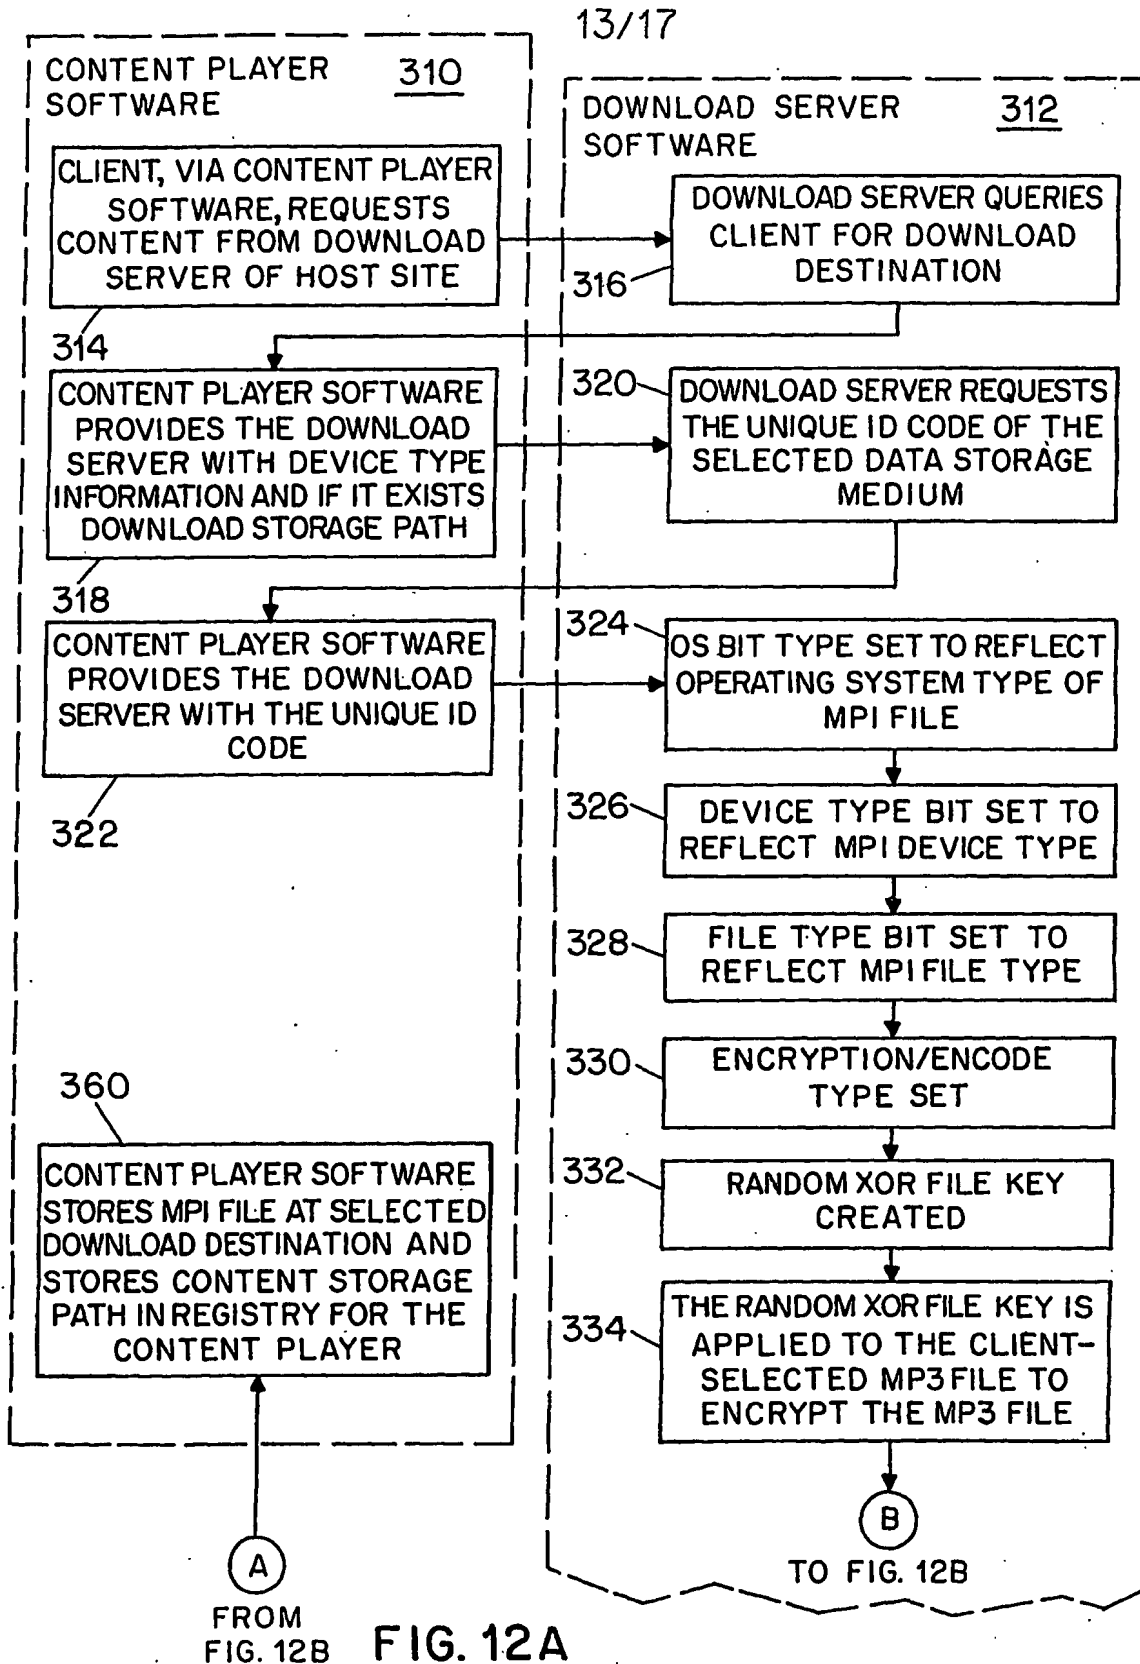 13/17
CONTENT PLAYER 310
SOFTWARE
DOWNLOAD SERVER 312
SOFTWARE
CLIENT, VIA CONTENT PLAYER
SOFTWARE, REQUESTS
CONTENT FROM DOWNLOAD
SERVER OF HOST SITE
314
DOWNLOAD SERVER QUERIES
CLIENT FOR DOWNLOAD
DESTINATION
316
CONTENT PLAYER SOFTWARE
PROVIDES THE DOWNLOAD
SERVER WITH DEVICE TYPE
INFORMATION AND IF IT EXISTS
DOWNLOAD STORAGE PATH
318
320
DOWNLOAD SERVER REQUESTS
THE UNIQUE ID CODE OF THE
SELECTED DATA STORAGE
MEDIUM
CONTENT PLAYER SOFTWARE
PROVIDES THE DOWNLOAD
SERVER WITH THE UNIQUE ID
CODE
322
324
OS BIT TYPE SET TO REFLECT
OPERATING SYSTEM TYPE OF
MPI FILE
326
DEVICE TYPE BIT SET TO
REFLECT MPI DEVICE TYPE
328
FILE TYPE BIT SET TO
REFLECT MPI FILE TYPE
330
ENCRYPTION/ENCODE
TYPE SET
332
RANDOM XOR FILE KEY
CREATED
334
THE RANDOM XOR FILE KEY IS
APPLIED TO THE CLIENT-
SELECTED MP3 FILE TO
ENCRYPT THE MP3 FILE
B
TO FIG. 12B
360
CONTENT PLAYER SOFTWARE
STORES MPI FILE AT SELECTED
DOWNLOAD DESTINATION AND
STORES CONTENT STORAGE
PATH IN REGISTRY FOR THE
CONTENT PLAYER
A
FROM
FIG. 12B
FIG. 12A